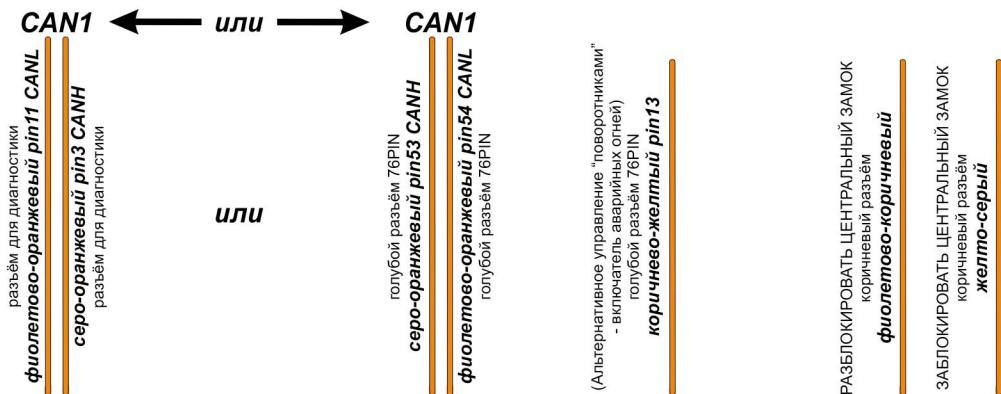 CAN1
или
CAN1
разъём для диагностики
фиолетово-оранжевый pin11 CANL
серо-оранжевый pin3 CANH
разъём для диагностики
или
голубой разъём 76PIN
серо-оранжевый pin53 CANH
фиолетово-оранжевый pin54 CANL
голубой разъём 76PIN
(Альтернативное управление "поворотниками"
- включатель аварийных огней)
голубой разъём 76PIN
коричнево-желтый pin13
РАЗБЛОКИРОВАТЬ ЦЕНТРАЛЬНЫЙ ЗАМОК
коричневый разъём
фиолетово-коричневый
ЗАБЛОКИРОВАТЬ ЦЕНТРАЛЬНЫЙ ЗАМОК
коричневый разъём
желто-серый